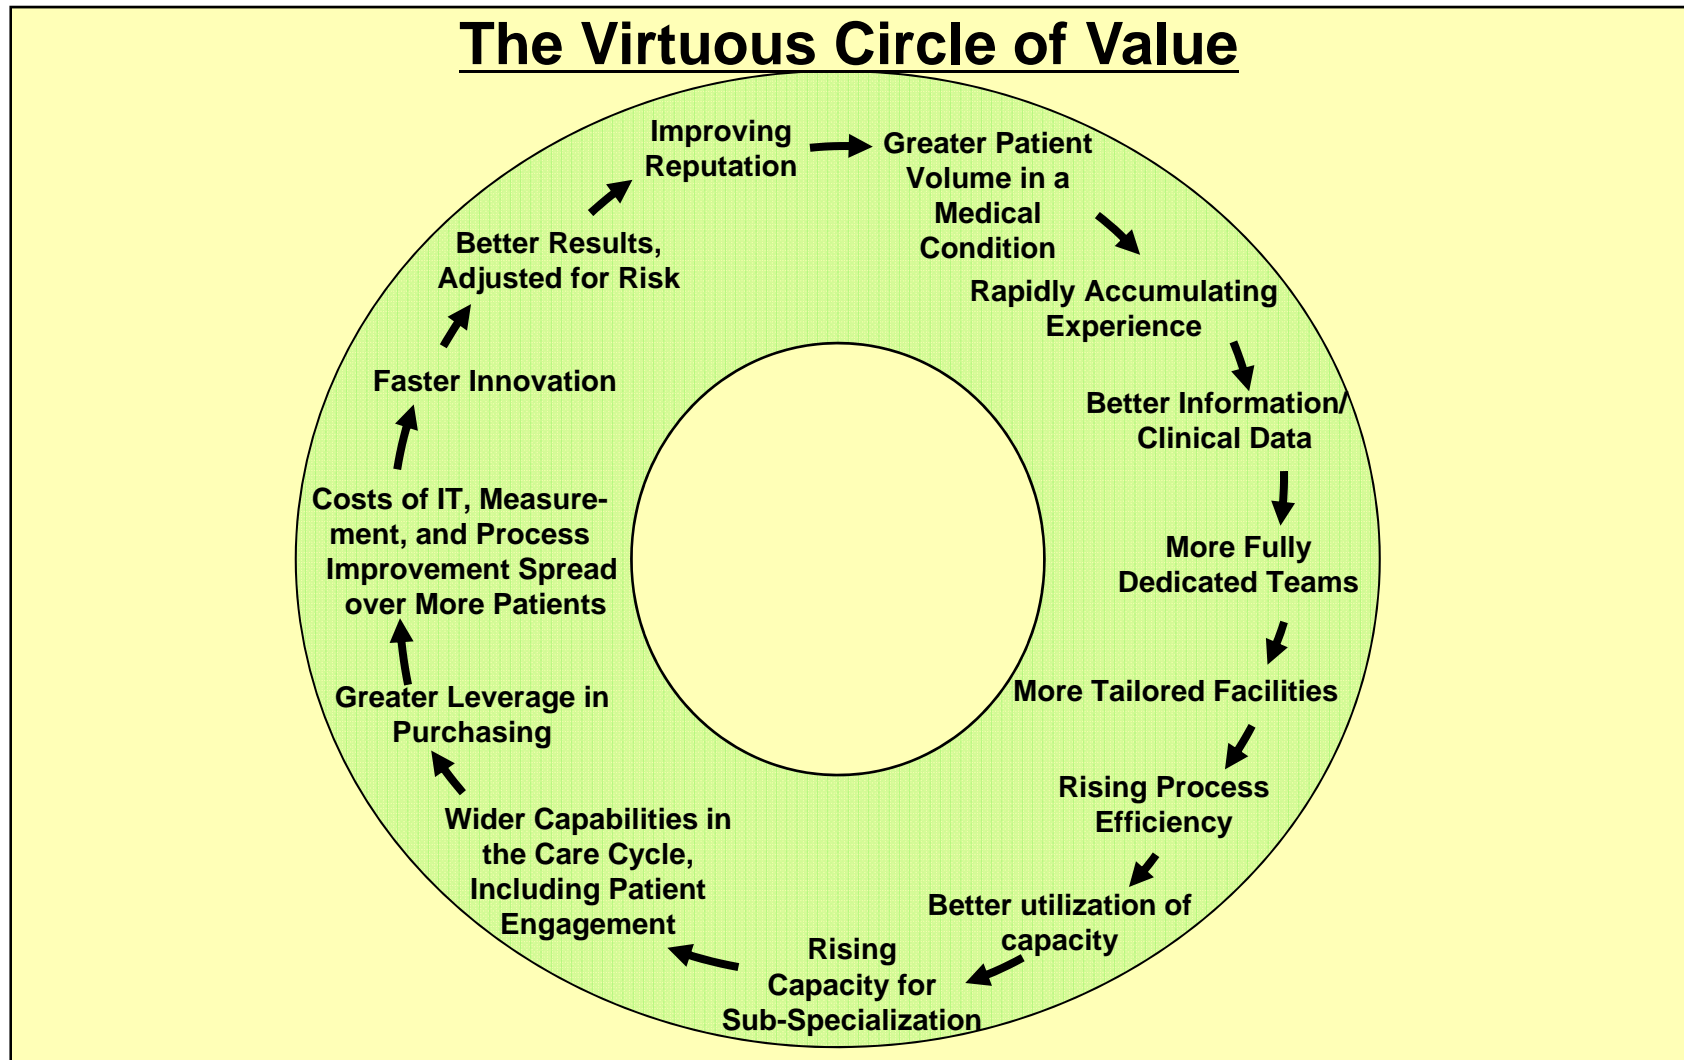 The Virtuous Circle of Value
Improving
Reputation
Greater Patient
Volume in a
Medical
Condition
Rapidly Accumulating
Experience
Better Information/
Clinical Data
More Fully
Dedicated Teams
More Tailored Facilities
Rising Process
Efficiency
Better utilization of
capacity
Rising
Capacity for
Sub-Specialization
Wider Capabilities in
the Care Cycle,
Including Patient
Engagement
Greater Leverage in
Purchasing
Costs of IT, Measure-
ment, and Process
Improvement Spread
over More Patients
Faster Innovation
Better Results,
Adjusted for Risk